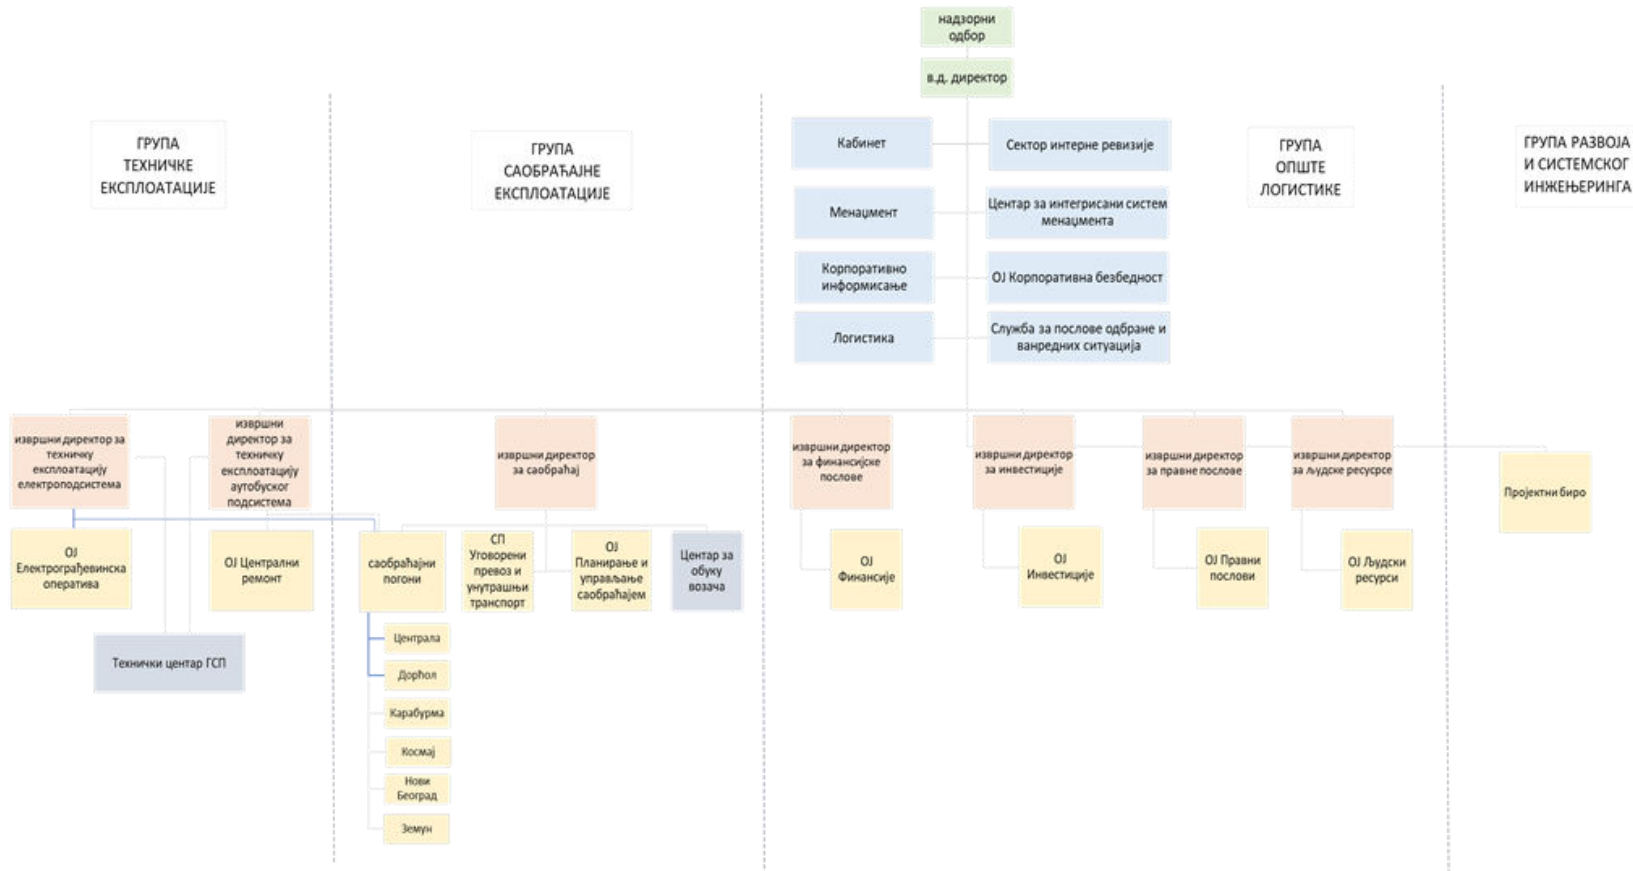 надзорни
одбор
в.д. директор
ГРУПА
ТЕХНИЧКЕ
ЕКСПЛОАТАЦИЈЕ
ГРУПА
САОБРАЋАЈНЕ
ЕКСПЛОАТАЦИЈЕ
Кабинет
Сектор интерне ревизије
Менаџмент
Центар за интегрисани систем
менаџмента
Корпоративно
информисање
ОЈ Корпоративна безбедност
Логистика
Служба за послове одбране и
ванредних ситуација
ГРУПА
ОПШТЕ
ЛОГИСТИКЕ
ГРУПА РАЗВОЈА
И СИСТЕМСКОГ
ИНЖЕЊЕРИНГА
извршни директор за
техничку
експлоатацију
електроподсистема
извршни
директор за
техничку
експлоатацију
аутобуског
подсистема
извршни директор
за саобраћај
извршни директор
за финансијске
послове
извршни директор
за инвестиције
извршни директор
за правне послове
извршни директор
за људске ресурсрсе
Пројектни биро
ОЈ
Електрограђевинска
оператива
ОЈ Централни
ремонт
саобраћајни
погони
СП
Уговорени
превоз и
унутрашњи
транспорт
ОЈ
Планирање и
управљање
саобраћајем
Центар за
обуку
возача
ОЈ
Финансије
ОЈ
Инвестиције
ОЈ Правни
послови
ОЈ Људски
ресурси
Технички центар ГСП
Централа
Дорћол
Карабурма
Космај
Нови
Београд
Земун